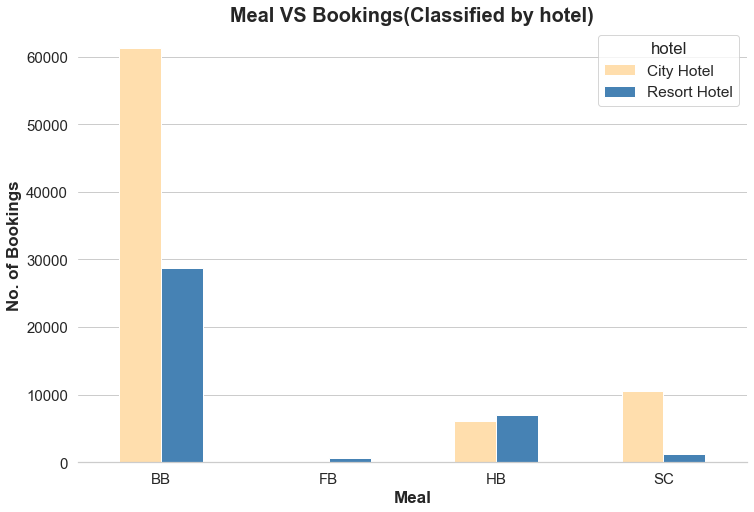 Meal VS Bookings(Classified by hotel)
hotel
City Hotel
Resort Hotel
No. of Bookings
60000
50000
40000
30000
20000
10000
0
BB
FB
HB
SC
Meal